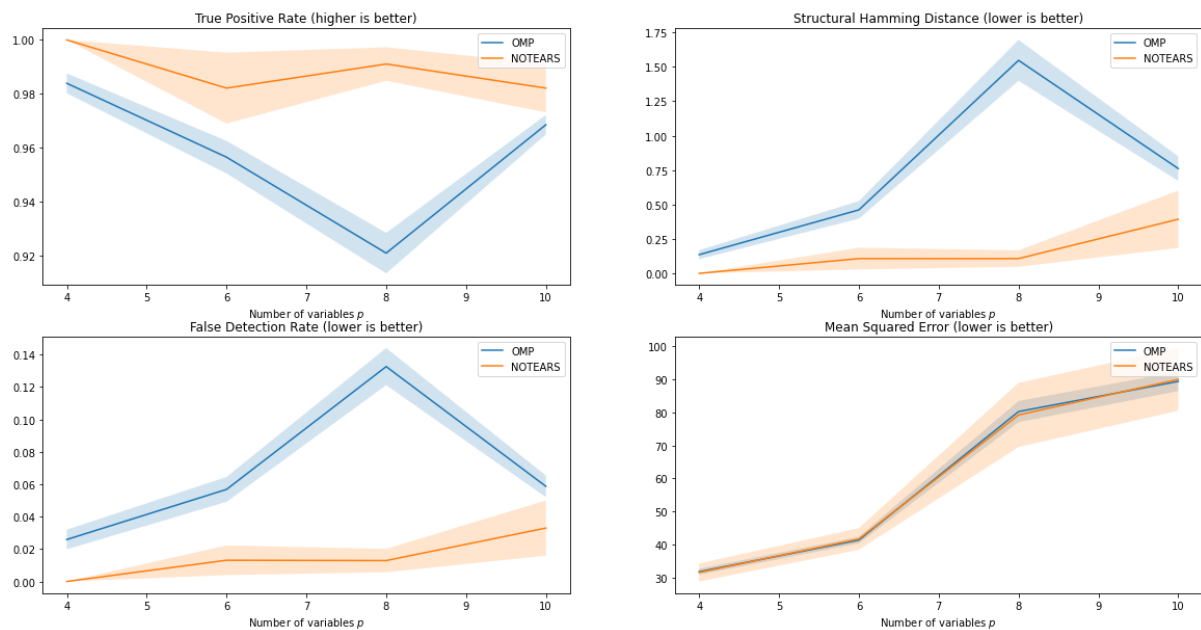 True Positive Rate (higher is better)
1.00
0.98
0.96
0.94
0.92
OMP
NOTEARS
4 5 6 7 8 9 10
Number of variables p
Structural Hamming Distance (lower is better)
1.75
1.50
1.25
1.00
0.75
0.50
0.25
0.00
OMP
NOTEARS
4 5 6 7 8 9 10
Number of variables p
False Detection Rate (lower is better)
0.14
0.12
0.10
0.08
0.06
0.04
0.02
0.00
OMP
NOTEARS
4 5 6 7 8 9 10
Number of variables p
Mean Squared Error (lower is better)
100
90
80
70
60
50
40
30
OMP
NOTEARS
4 5 6 7 8 9 10
Number of variables p